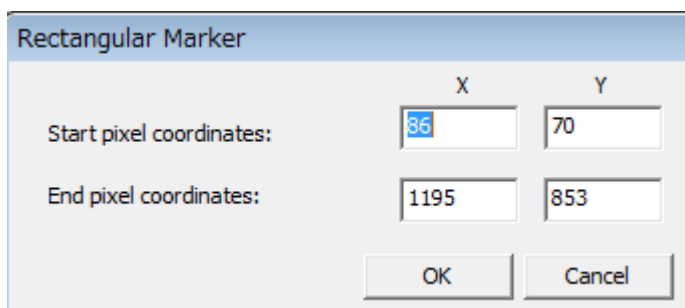 Rectangular Marker
X Y
Start pixel coordinates: 86 70
End pixel coordinates: 1195 853
OK Cancel